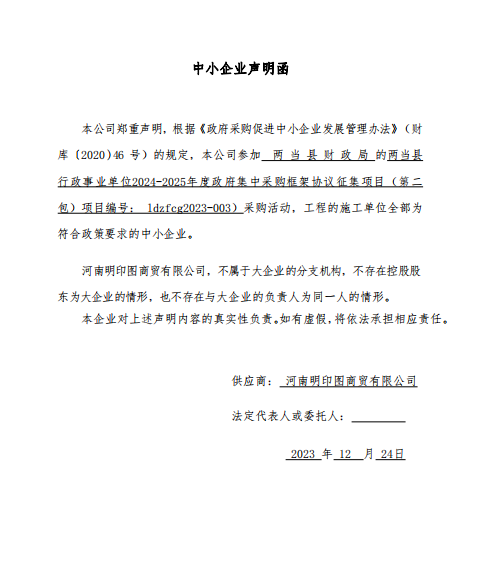 中小企业声明函
本公司郑重声明，根据《政府采购促进中小企业发展管理办法》（财
库〔2020〕46 号）的规定，本公司参加 两 当 县 财 政 局 的两当县
行政事业单位2024-2025年度政府集中采购框架协议征集项目（第二
包）项目编号： ldzfcg2023-003）采购活动，工程的施工单位全部为
符合政策要求的中小企业。
河南明印图商贸有限公司，不属于大企业的分支机构，不存在控股股
东为大企业的情形，也不存在与大企业的负责人为同一人的情形。
本企业对上述声明内容的真实性负责。如有虚假，将依法承担相应责任。
供应商： 河南明印图商贸有限公司
法定代表人或委托人：
2023 年 12 月 24日